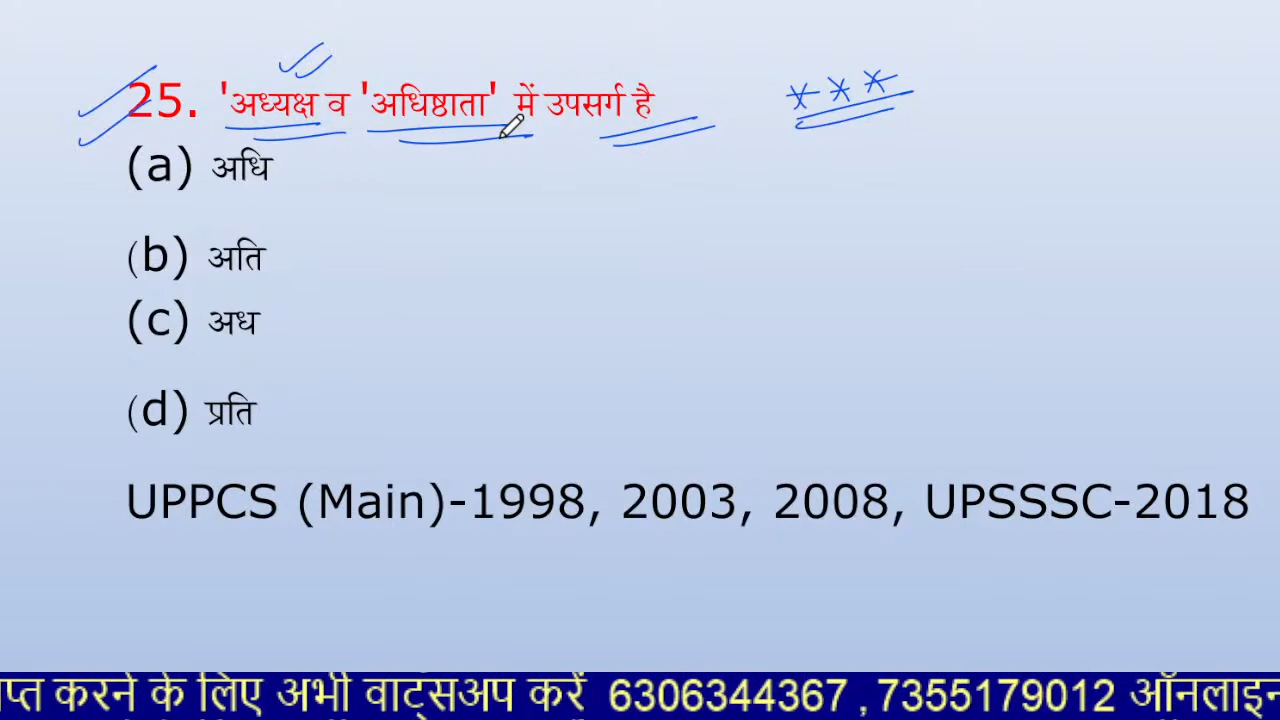 25. 'अध्यक्ष व 'अधिष्ठाता' में उपसर्ग है
(a) अधि
(b) अति
(c) अध
(d) प्रति
UPPCS (Main)-1998, 2003, 2008, UPSSSC-2018
प्त करने के लिए अभी वाट्सअप करें 6306344367 , 7355179012 ऑनलाइन